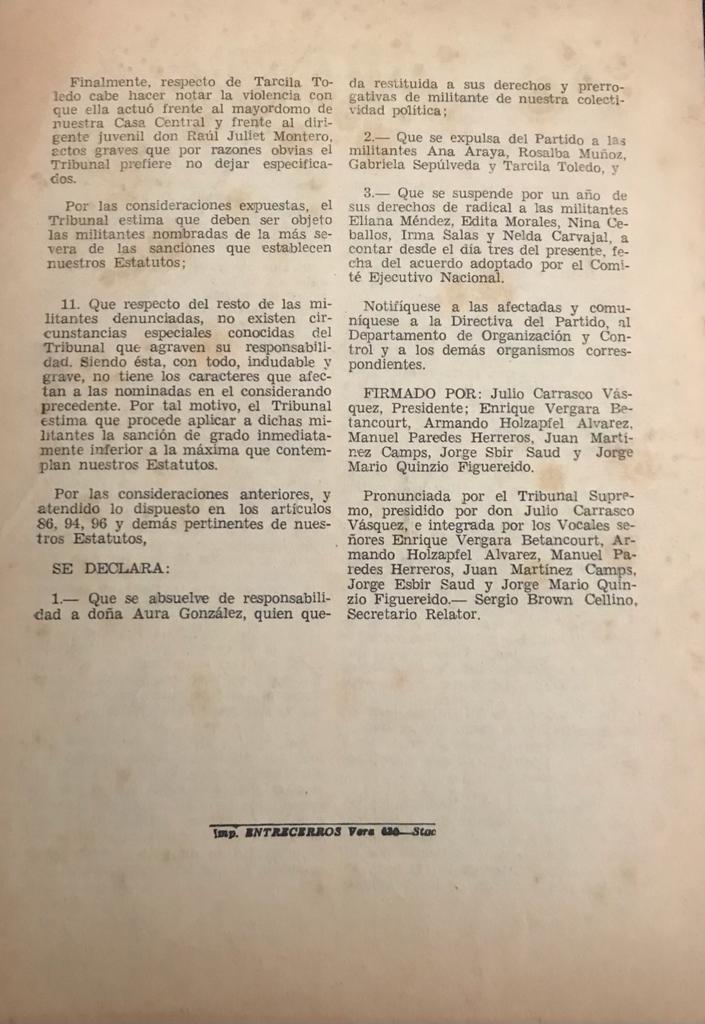 Finalmente, respecto de Tarcila To-
ledo cabe hacer notar la violencia con
que ella actuó frente al mayordomo de
nuestra Casa Central y frente al diri-
gente juvenil don Raúl Juliet Montero,
actos graves que por razones obvias el
Tribunal prefiere no dejar especifica-
dos.
Por las consideraciones expuestas, el
Tribunal estima que deben ser objeto
las militantes nombradas de la más se-
vera de las sanciones que establecen
nuestros Estatutos;
11. Que respecto del resto de las mi-
litantes denunciadas, no existen cir-
cunstancias especiales conocidas del
Tribunal que agraven su responsabili-
dad. Siendo ésta, con todo, indudable y
grave, no tiene los caracteres que afec-
tan a las nominadas en el considerando
precedente. Por tal motivo, el Tribunal
estima que procede aplicar a dichas mi-
litantes la sanción de grado inmediata-
mente inferior a la máxima que contem-
plan nuestros Estatutos.
Por las consideraciones anteriores, y
atendido lo dispuesto en los artículos
86, 94, 96 y demás pertinentes de nues-
tros Estatutos,
SE DECLARA:
1.— Que se absuelve de responsabili-
dad a doña Aura González, quien que-
da restituida a sus derechos y prerro-
gativas de militante de nuestra colecti-
vidad política;
2.— Que se expulsa del Partido a las
militantes Ana Araya, Rosalba Muñoz,
Gabriela Sepúlveda y Tarcila Toledo, y
3.— Que se suspende por un año de
sus derechos de radical a las militantes
Eliana Méndez, Edita Morales, Nina Ce-
ballos, Irma Salas y Nelda Carvajal, a
contar desde el día tres del presente, fe-
cha del acuerdo adoptado por el Comi-
té Ejecutivo Nacional.
Notifíquese a las afectadas y comu-
níquese a la Directiva del Partido, al
Departamento de Organización y Con-
trol y a los demás organismos corres-
pondientes.
FIRMADO POR: Julio Carrasco Vás-
quez, Presidente; Enrique Vergara Be-
tancourt, Armando Holzapfel Alvarez,
Manuel Paredes Herreros, Juan Martí-
nez Camps, Jorge Sbir Saud y Jorge
Mario Quinzio Figuereido.
Pronunciada por el Tribunal Supre-
mo, presidido por don Julio Carrasco
Vásquez, e integrada por los Vocales se-
ñores Enrique Vergara Betancourt, Ar-
mando Holzapfel Alvarez, Manuel Pa-
redes Herreros, Juan Martínez Camps,
Jorge Esbir Saud y Jorge Mario Quin-
zio Figuereido.— Sergio Brown Cellino,
Secretario Relator.
Imp. ENTRECERROS Vera 630—Stgo